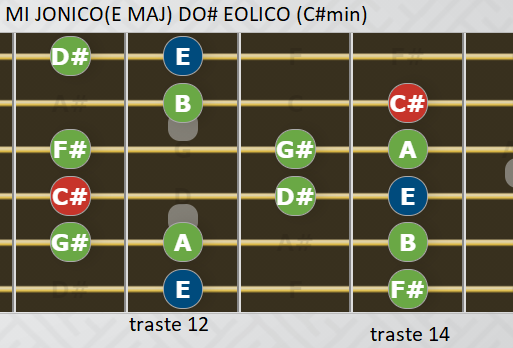 MI JONICO(E MAJ) DO# EOLICO (C#min)
D# E
B C#
F# G# A
C# D# E
G# A B
E F#
traste 12
traste 14